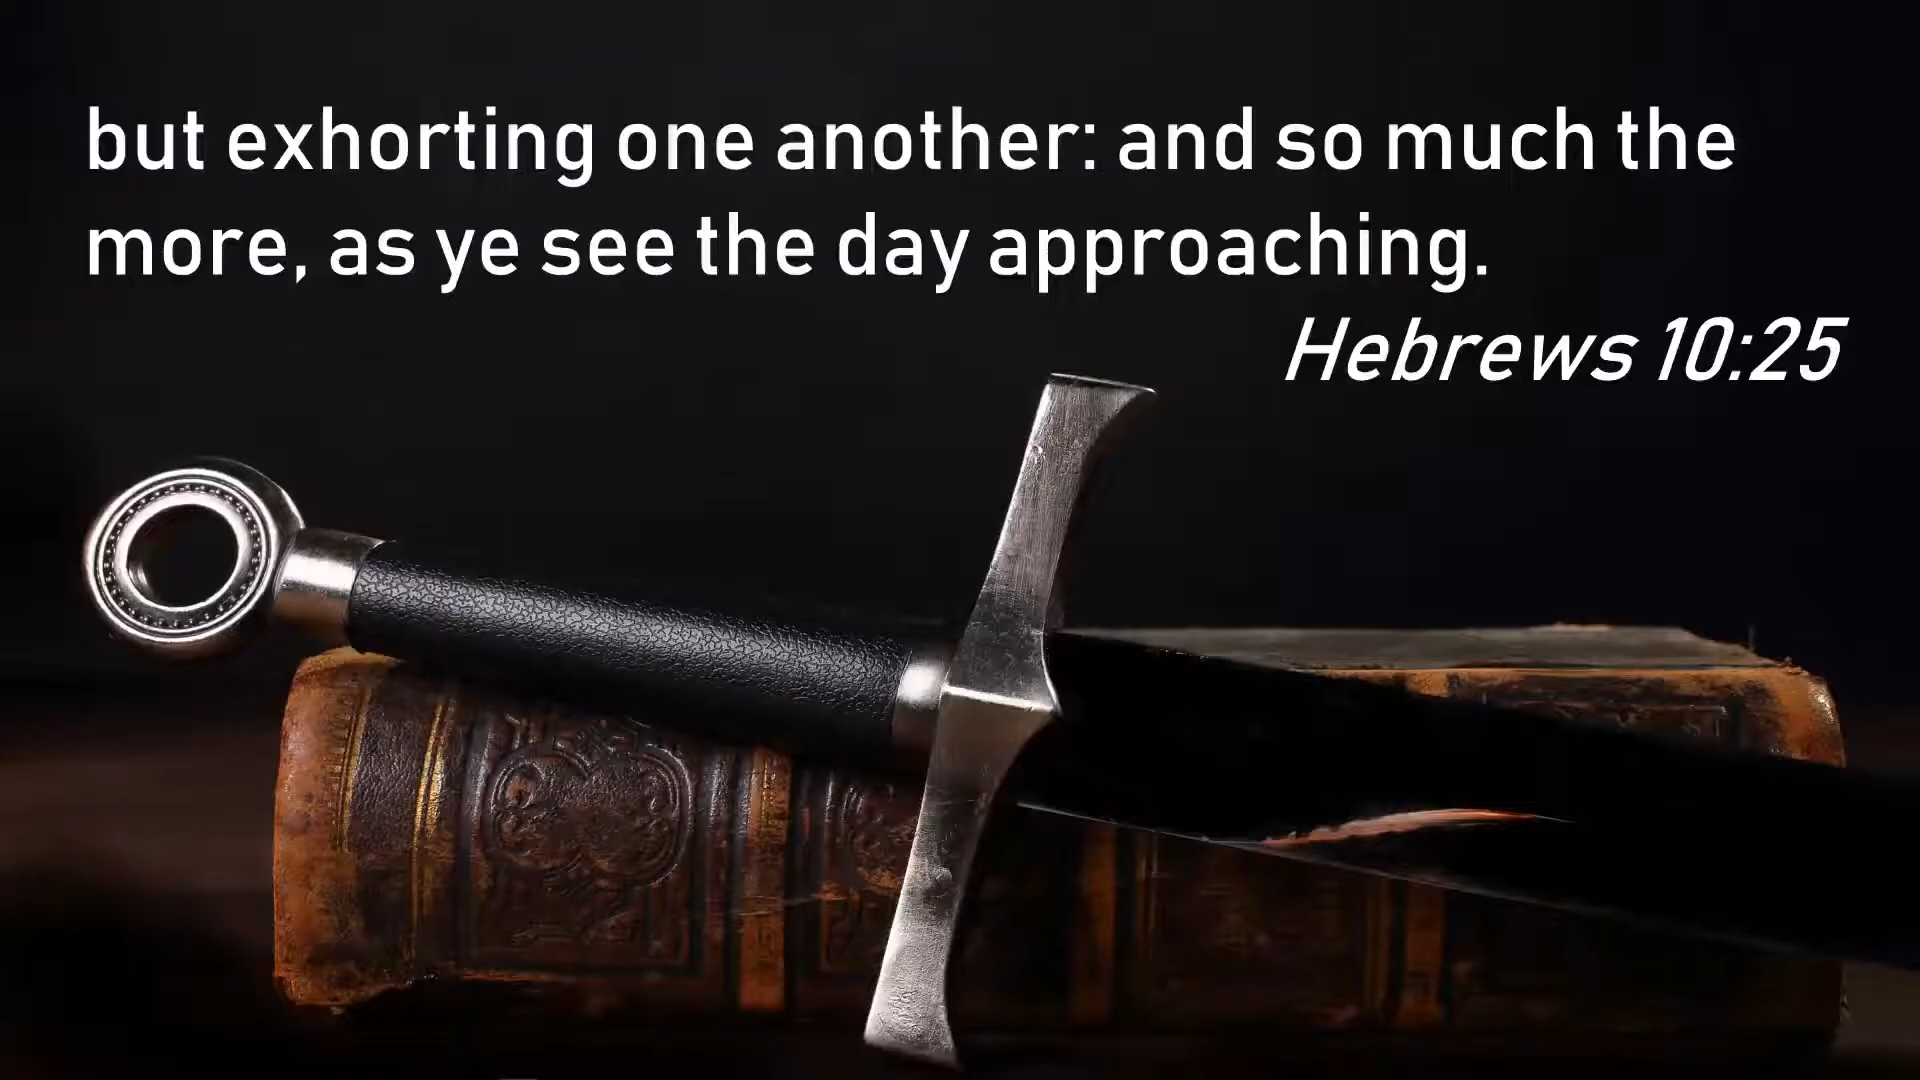 but exhorting one another: and so much the
more, as ye see the day approaching.
Hebrews 10:25